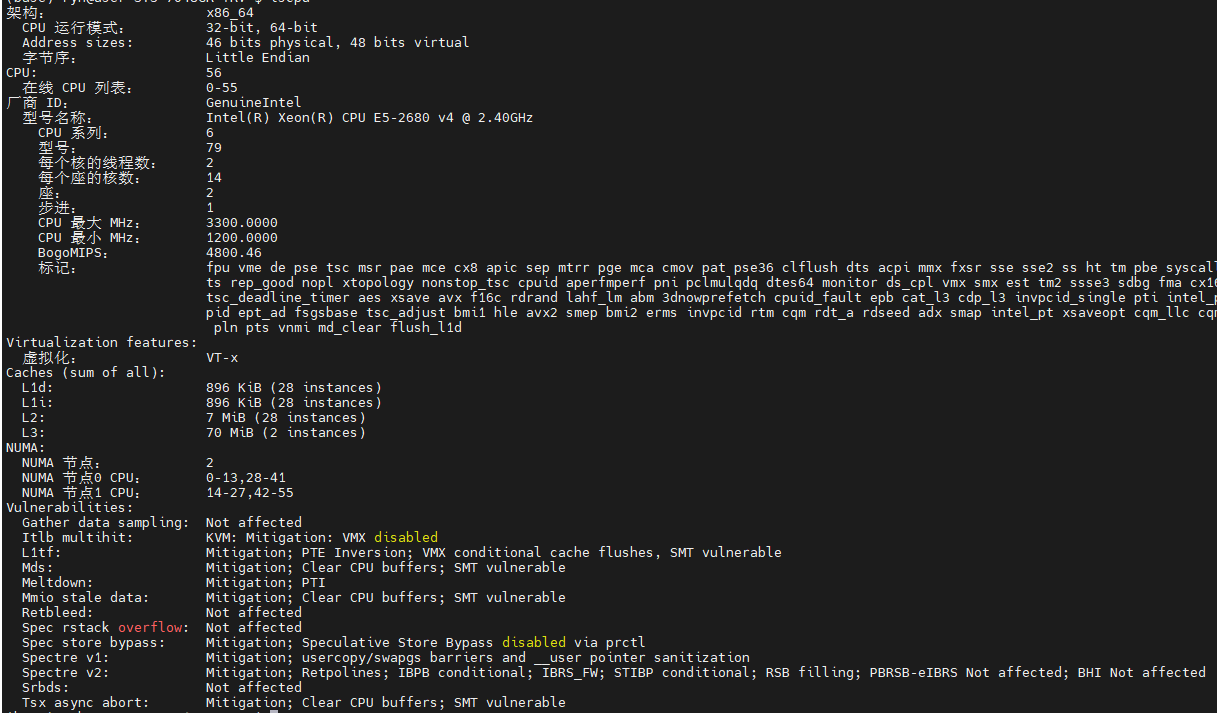 架构： x86_64
CPU 运行模式： 32-bit, 64-bit
Address sizes: 46 bits physical, 48 bits virtual
字节序： Little Endian
CPU: 56
在线 CPU 列表： 0-55
厂商 ID： GenuineIntel
型号名称： Intel(R) Xeon(R) CPU E5-2680 v4 @ 2.40GHz
CPU 系列： 6
型号： 79
每个核的线程数： 2
每个座的核数： 14
座： 2
步进： 1
CPU 最大 MHz： 3300.0000
CPU 最小 MHz： 1200.0000
BogoMIPS： 4800.46
标记： fpu vme de pse tsc msr pae mce cx8 apic sep mtrr pge mca cmov pat pse36 clflush dts acpi mmx fxsr sse sse2 ss ht tm pbe syscall
ts rep_good nopl xtopology nonstop_tsc cpuid aperfmperf pni pclmulqdq dtes64 monitor ds_cpl vmx smx est tm2 ssse3 sdbg fma cx16
tsc_deadline_timer aes xsave avx f16c rdrand lahf_lm abm 3dnowprefetch cpuid_fault epb cat_l3 cdp_l3 invpcid_single pti intel_p
pid ept_ad fsgsbase tsc_adjust bmi1 hle avx2 smep bmi2 erms invpcid rtm cqm rdt_a rdseed adx smap intel_pt xsaveopt cqm_llc cqm
pln pts vnmi md_clear flush_l1d
Virtualization features:
虚拟化： VT-x
Caches (sum of all):
L1d: 896 KiB (28 instances)
L1i: 896 KiB (28 instances)
L2: 7 MiB (28 instances)
L3: 70 MiB (2 instances)
NUMA:
NUMA 节点： 2
NUMA 节点0 CPU： 0-13,28-41
NUMA 节点1 CPU： 14-27,42-55
Vulnerabilities:
Gather data sampling: Not affected
Itlb multihit: KVM: Mitigation: VMX disabled
L1tf: Mitigation; PTE Inversion; VMX conditional cache flushes, SMT vulnerable
Mds: Mitigation; Clear CPU buffers; SMT vulnerable
Meltdown: Mitigation; PTI
Mmio stale data: Mitigation; Clear CPU buffers; SMT vulnerable
Retbleed: Not affected
Spec rstack overflow: Not affected
Spec store bypass: Mitigation; Speculative Store Bypass disabled via prctl
Spectre v1: Mitigation; usercopy/swapgs barriers and __user pointer sanitization
Spectre v2: Mitigation; Retpolines; IBPB conditional; IBRS_FW; STIBP conditional; RSB filling; PBRSB-eIBRS Not affected; BHI Not affected
Srbds: Not affected
Tsx async abort: Mitigation; Clear CPU buffers; SMT vulnerable